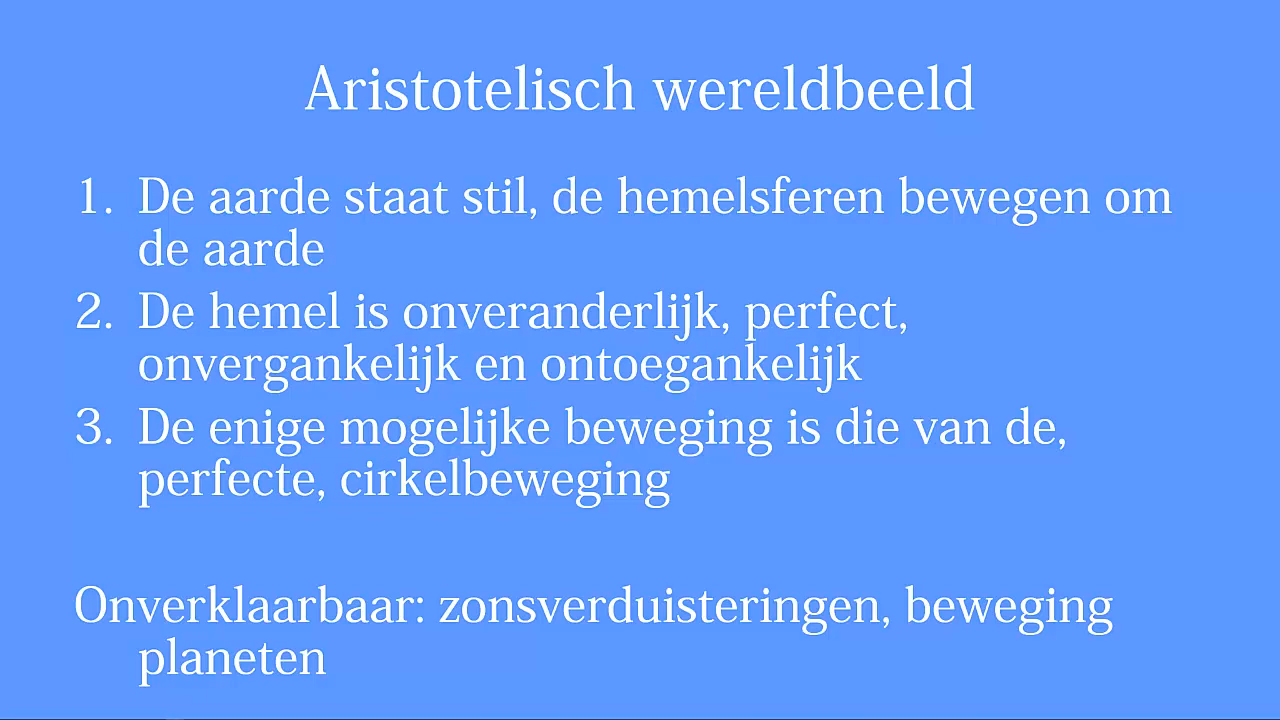 Aristotelisch wereldbeeld
1. De aarde staat stil, de hemelsferen bewegen om
de aarde
2. De hemel is onveranderlijk, perfect,
onvergankelijk en ontoegankelijk
3. De enige mogelijke beweging is die van de,
perfecte, cirkelbeweging
Onverklaarbaar: zonsverduisteringen, beweging
planeten